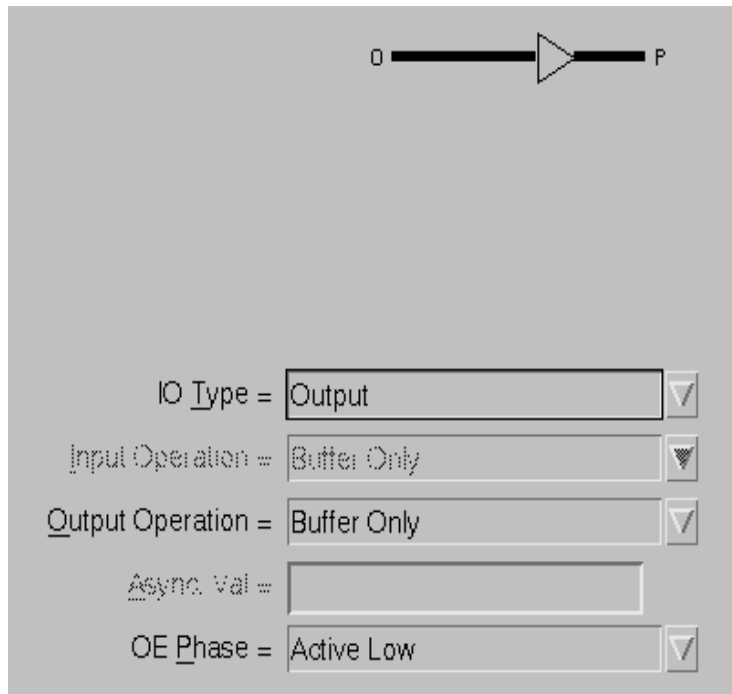 O P
IO Type = Output
Input Operation = Buffer Only
Output Operation = Buffer Only
Async. Val =
OE Phase = Active Low